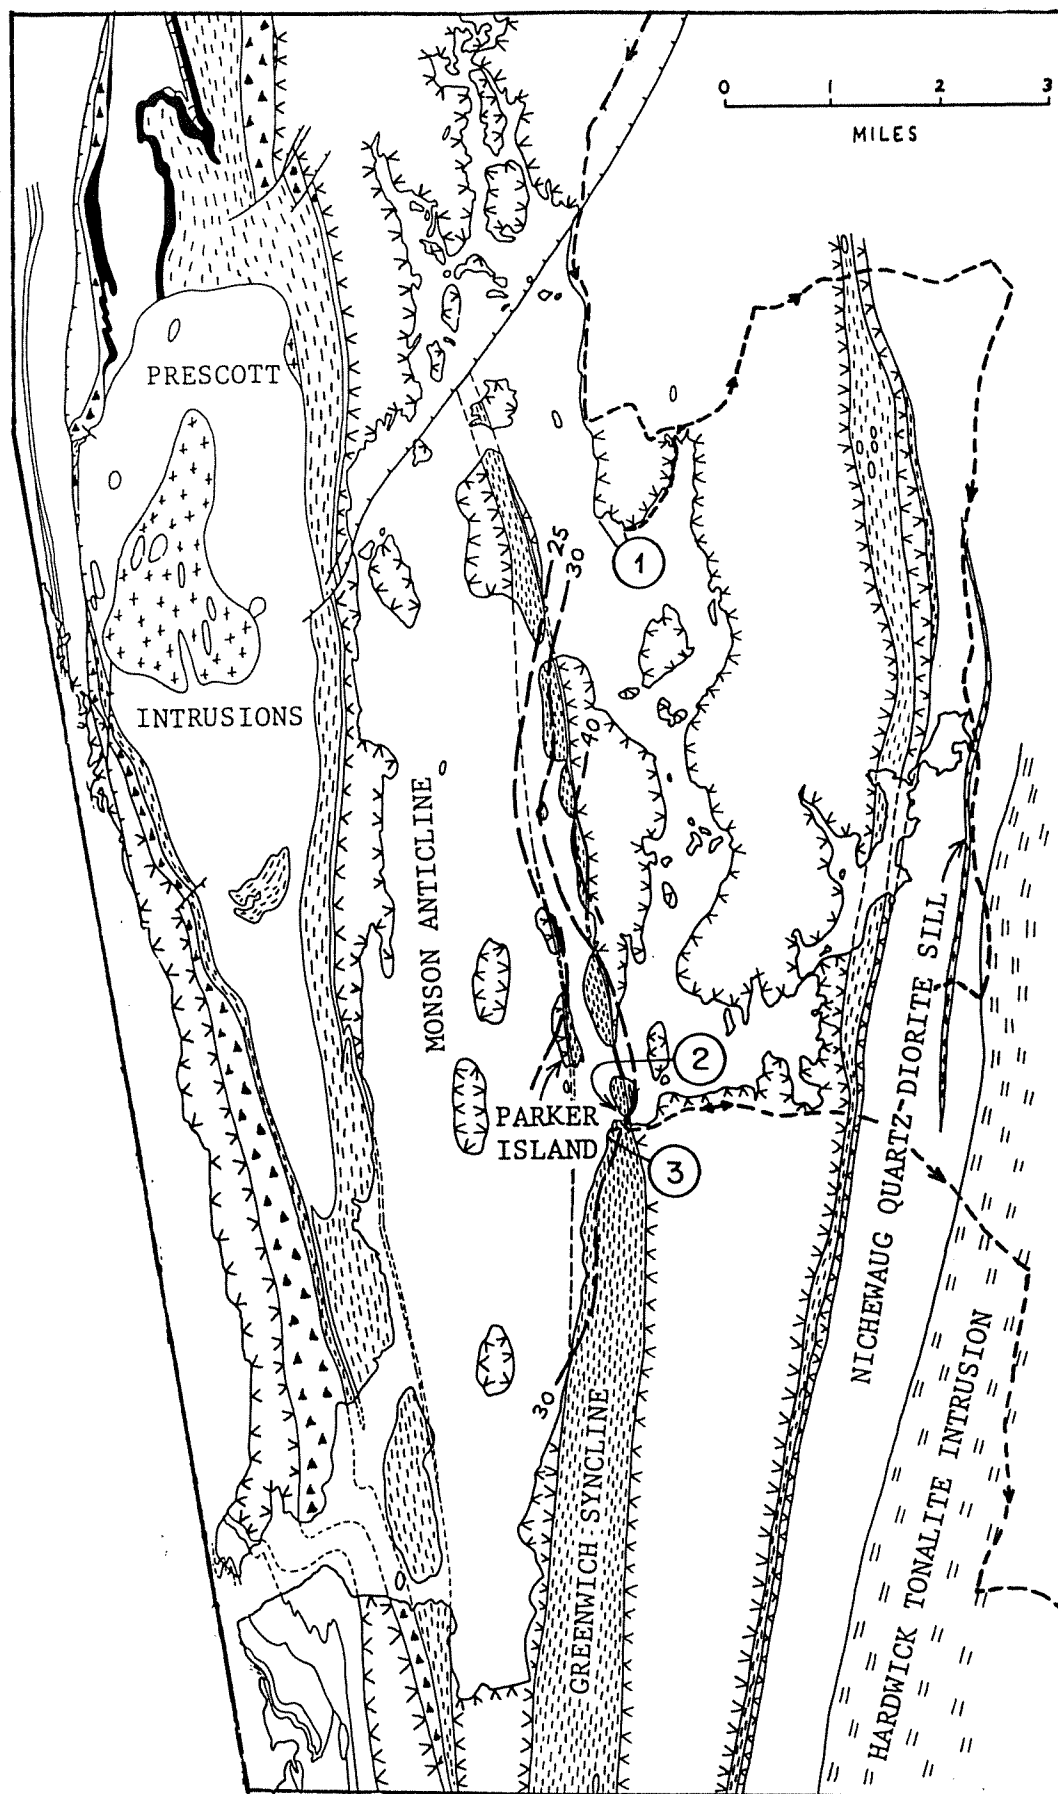 0 1 2 3
MILES
PRESCOTT
INTRUSIONS
25
30
1
40
MONSON ANTICLINE
2
PARKER
ISLAND
3
30
GREENWICH SYNCLINE
NICHEWAUG QUARTZ-DIORITE SILL
HARDWICK TONALITE INTRUSION